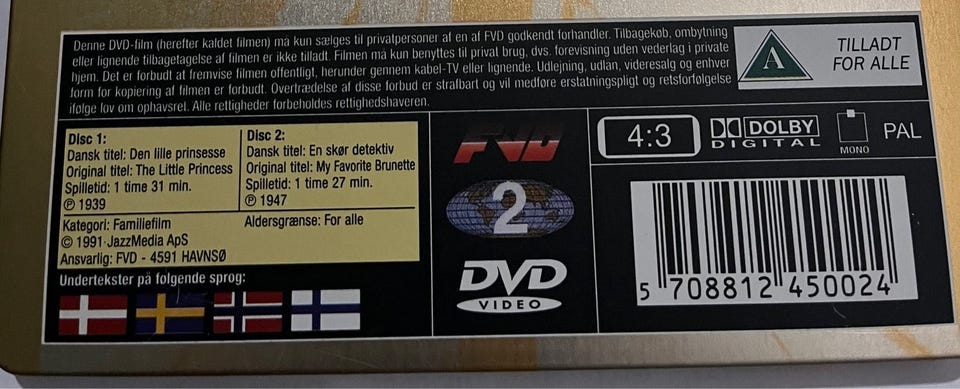 Denne DVD-film (herefter kaldet filmen) må kun sælges til privatpersoner af en af FVD godkendt forhandler. Tilbagekøb, ombytning
eller lignende tilbagetagelse af filmen er ikke tilladt. Filmen må kun benyttes til privat brug, dvs. forevisning uden vederlag i private
hjem. Det er forbudt at fremvise filmen offentligt, herunder gennem kabel-TV eller lignende. Udlejning, udlån, videresalg og enhver
form for kopiering af filmen er forbudt. Overtrædelse af disse forbud er strafbart og vil medføre erstatningspligt og retsforfølgelse
ifølge lov om ophavsret. Alle rettigheder forbeholdes rettighedshaveren.
A
TILLADT
FOR ALLE
Disc 1:
Dansk titel: Den lille prinsesse
Original titel: The Little Princess
Spilletid: 1 time 31 min.
℗ 1939
Disc 2:
Dansk titel: En skør detektiv
Original titel: My Favorite Brunette
Spilletid: 1 time 27 min.
℗ 1947
Kategori: Familiefilm
© 1991 JazzMedia ApS
Ansvarlig: FVD - 4591 HAVNSØ
Aldersgrænse: For alle
Undertekster på følgende sprog:
FVD
2
DVD
VIDEO
4:3
DOLBY
DIGITAL
MONO
PAL
5 708812 450024